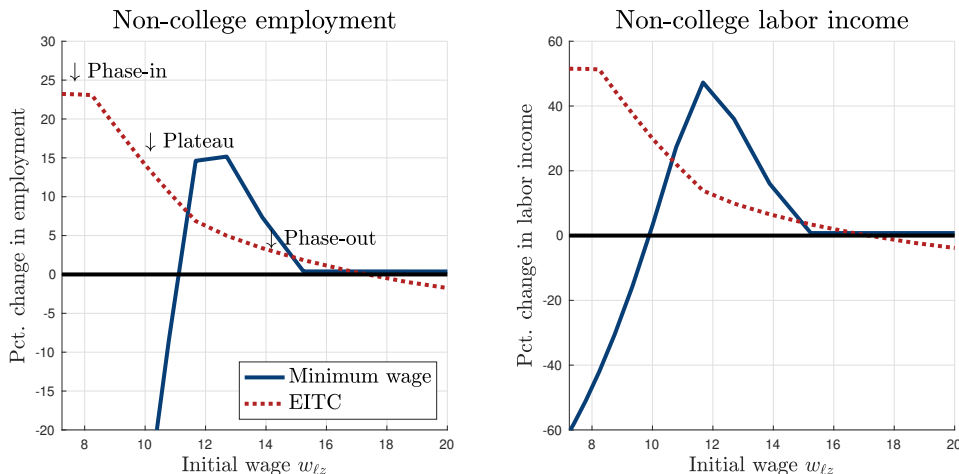 Non-college employment
Pct. change in employment
30
25
20
15
10
5
0
-5
-10
-15
-20
↓ Phase-in
↓ Plateau
↓ Phase-out
Minimum wage
EITC
8 10 12 14 16 18 20
Initial wage wℓz
Non-college labor income
Pct. change in labor income
60
40
20
0
-20
-40
-60
8 10 12 14 16 18 20
Initial wage wℓz